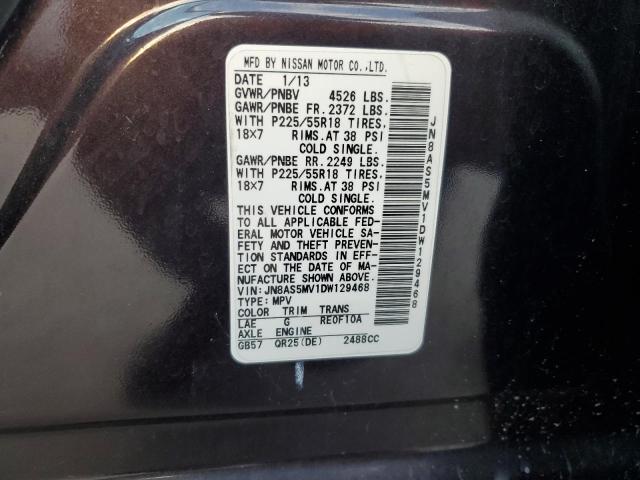 MFD BY NISSAN MOTOR CO.,LTD.
DATE 1/13
GVWR/PNBV 4526 LBS.
GAWR/PNBE FR. 2372 LBS.
WITH P225/55R18 TIRES.
18×7 RIMS. AT 38 PSI
COLD SINGLE.
GAWR/PNBE RR. 2249 LBS.
WITH P225/55R18 TIRES.
18×7 RIMS. AT 38 PSI
COLD SINGLE.
THIS VEHICLE CONFORMS
TO ALL APPLICABLE FED-
ERAL MOTOR VEHICLE SA-
FETY AND THEFT PREVEN-
TION STANDARDS IN EFF-
ECT ON THE DATE OF MA-
NUFACTURE SHOWN ABOVE.
VIN: JN8AS5MV1DW129468
TYPE: MPV
COLOR TRIM TRANS
LAE G RE0F10A
AXLE ENGINE
GB57 QR25(DE) 2488CC
JN8AS5MV1DW129468